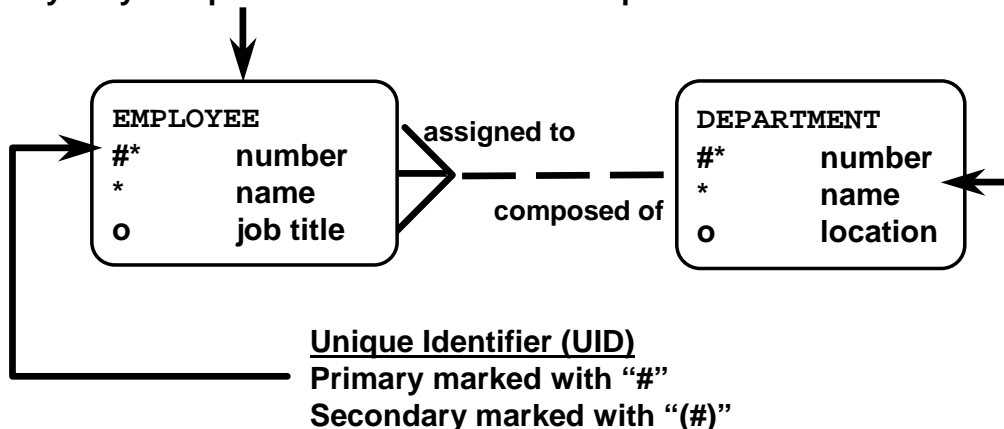 EMPLOYEE
#* number
* name
o job title
assigned to
composed of
DEPARTMENT
#* number
* name
o location
Unique Identifier (UID)
Primary marked with “#”
Secondary marked with “(#)”